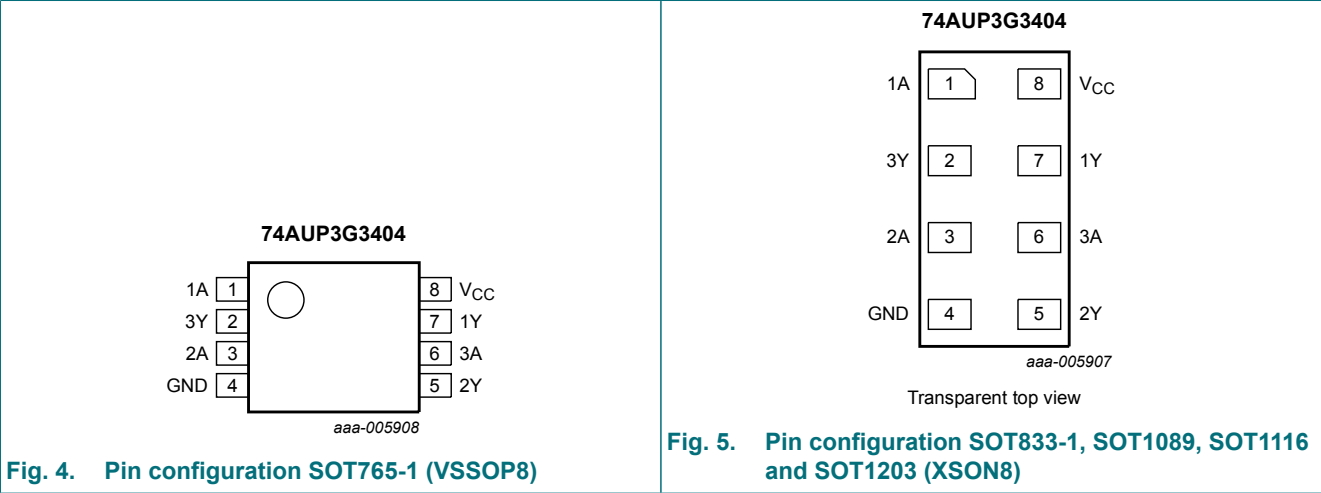 74AUP3G3404
1A 1 8 VCC
3Y 2 7 1Y
2A 3 6 3A
GND 4 5 2Y
aaa-005908
Fig. 4. Pin configuration SOT765-1 (VSSOP8)
74AUP3G3404
1A 1 8 VCC
3Y 2 7 1Y
2A 3 6 3A
GND 4 5 2Y
aaa-005907
Transparent top view
Fig. 5. Pin configuration SOT833-1, SOT1089, SOT1116
and SOT1203 (XSON8)